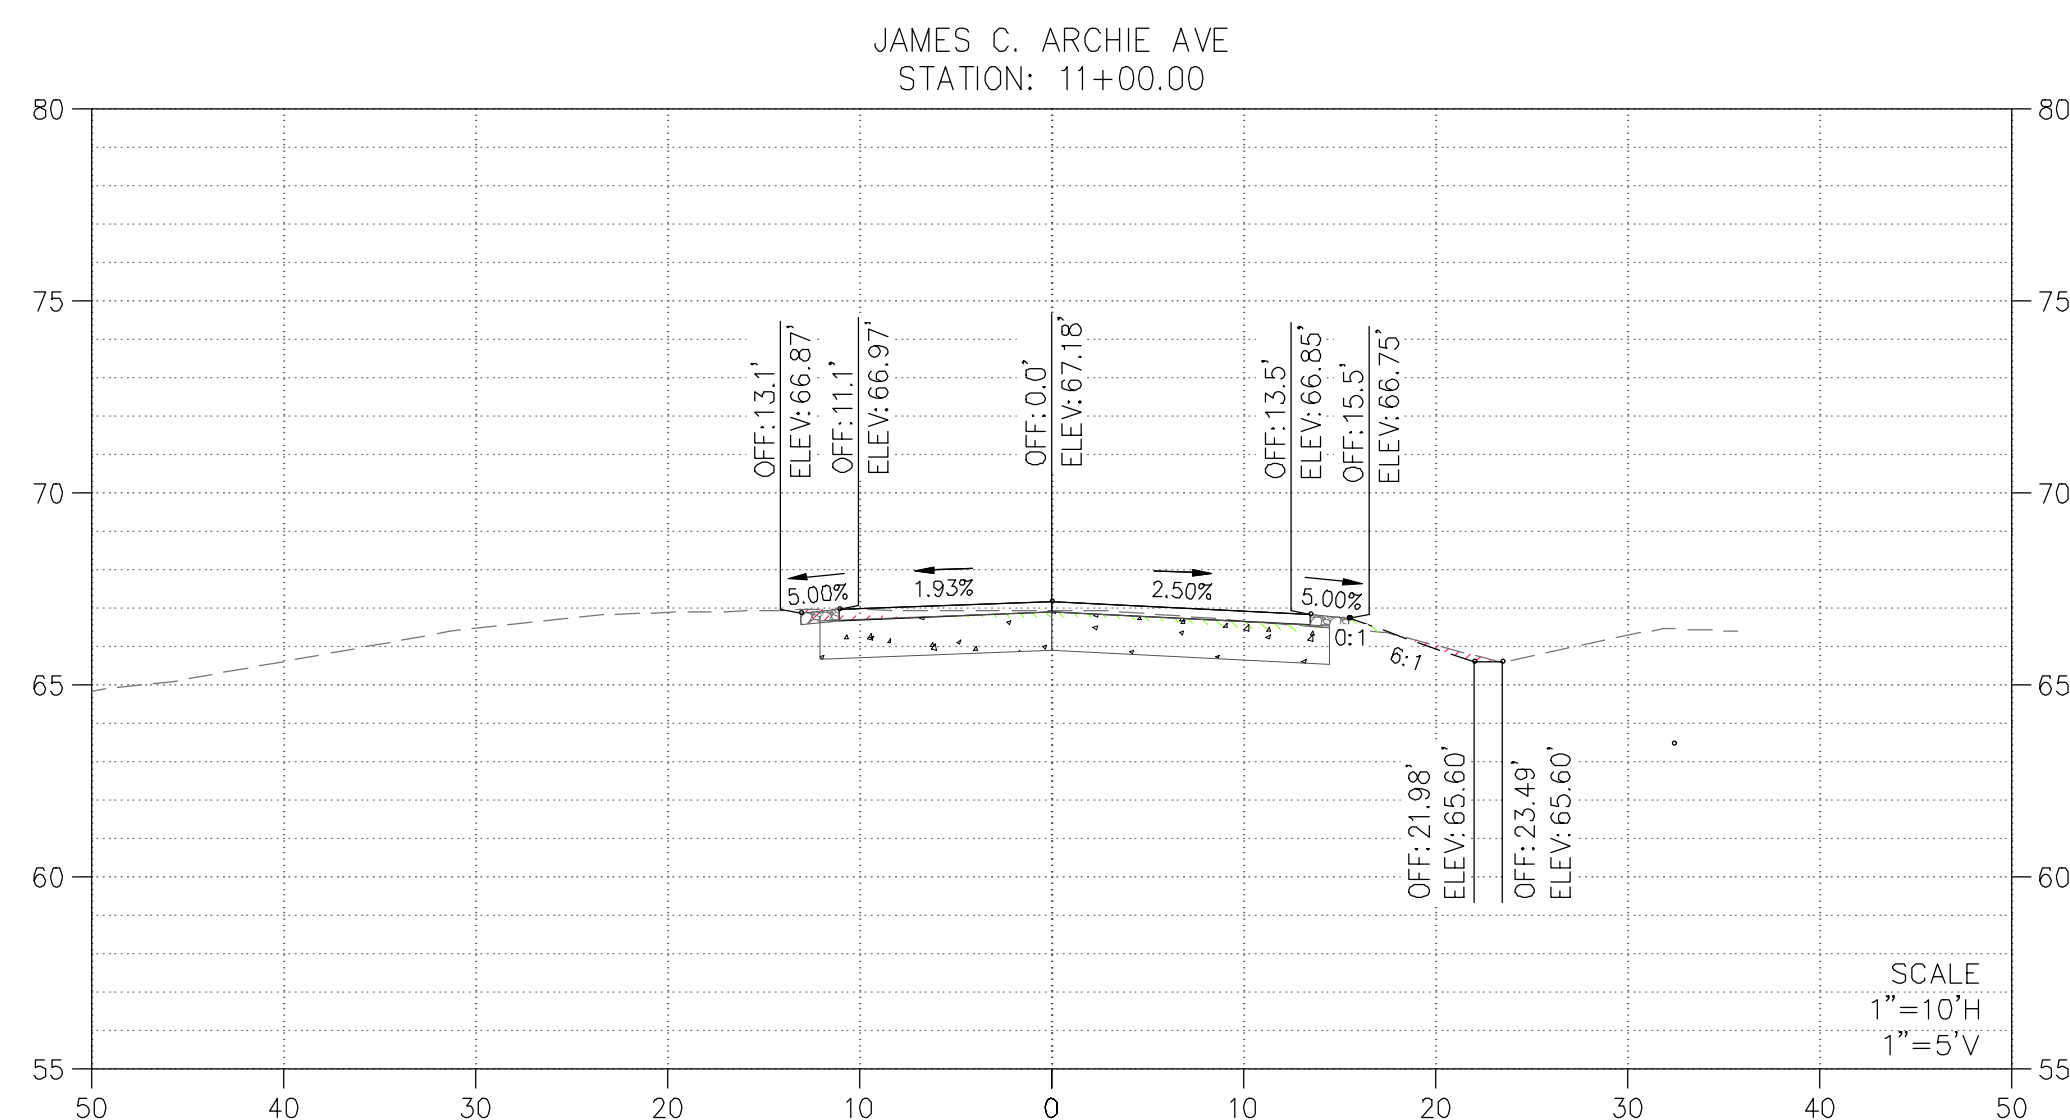 JAMES C. ARCHIE AVE
STATION: 11+00.00
80
80
75
75
OFF:13.1'
ELEV:66.87'
OFF:11.1'
ELEV:66.97'
OFF:0.0'
ELEV:67.18'
OFF:13.5'
ELEV:66.85'
OFF:15.5'
ELEV:66.75'
70
70
5.00%
1.93%
2.50%
5.00%
0:1
6:1
65
65
OFF:21.98'
ELEV:65.60'
OFF:23.49'
ELEV:65.60'
60
60
SCALE
1"=10'H
1"=5'V
55
55
50
40
30
20
10
0
10
20
30
40
50